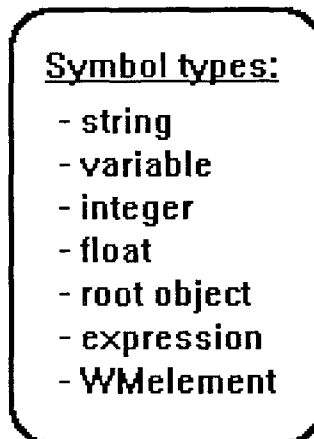 Symbol types:
- string
- variable
- integer
- float
- root object
- expression
- WMelement